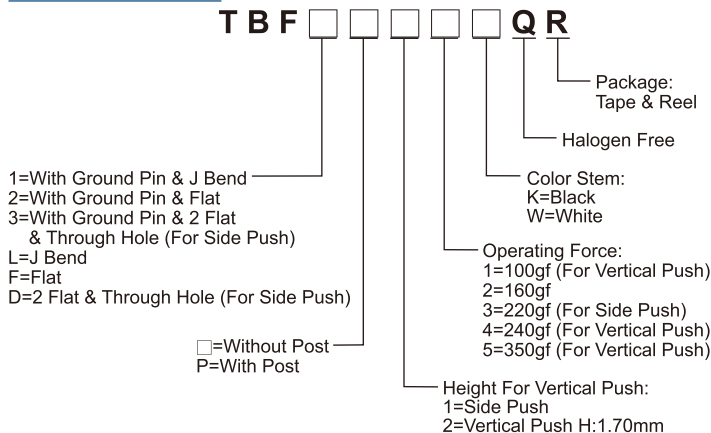 TBF□□□□□QR
Package:
Tape & Reel
Halogen Free
1=With Ground Pin & J Bend
2=With Ground Pin & Flat
3=With Ground Pin & 2 Flat
& Through Hole (For Side Push)
L=J Bend
F=Flat
D=2 Flat & Through Hole (For Side Push)
Color Stem:
K=Black
W=White
Operating Force:
1=100gf (For Vertical Push)
2=160gf
3=220gf (For Side Push)
4=240gf (For Vertical Push)
5=350gf (For Vertical Push)
□=Without Post
P=With Post
Height For Vertical Push:
1=Side Push
2=Vertical Push H:1.70mm